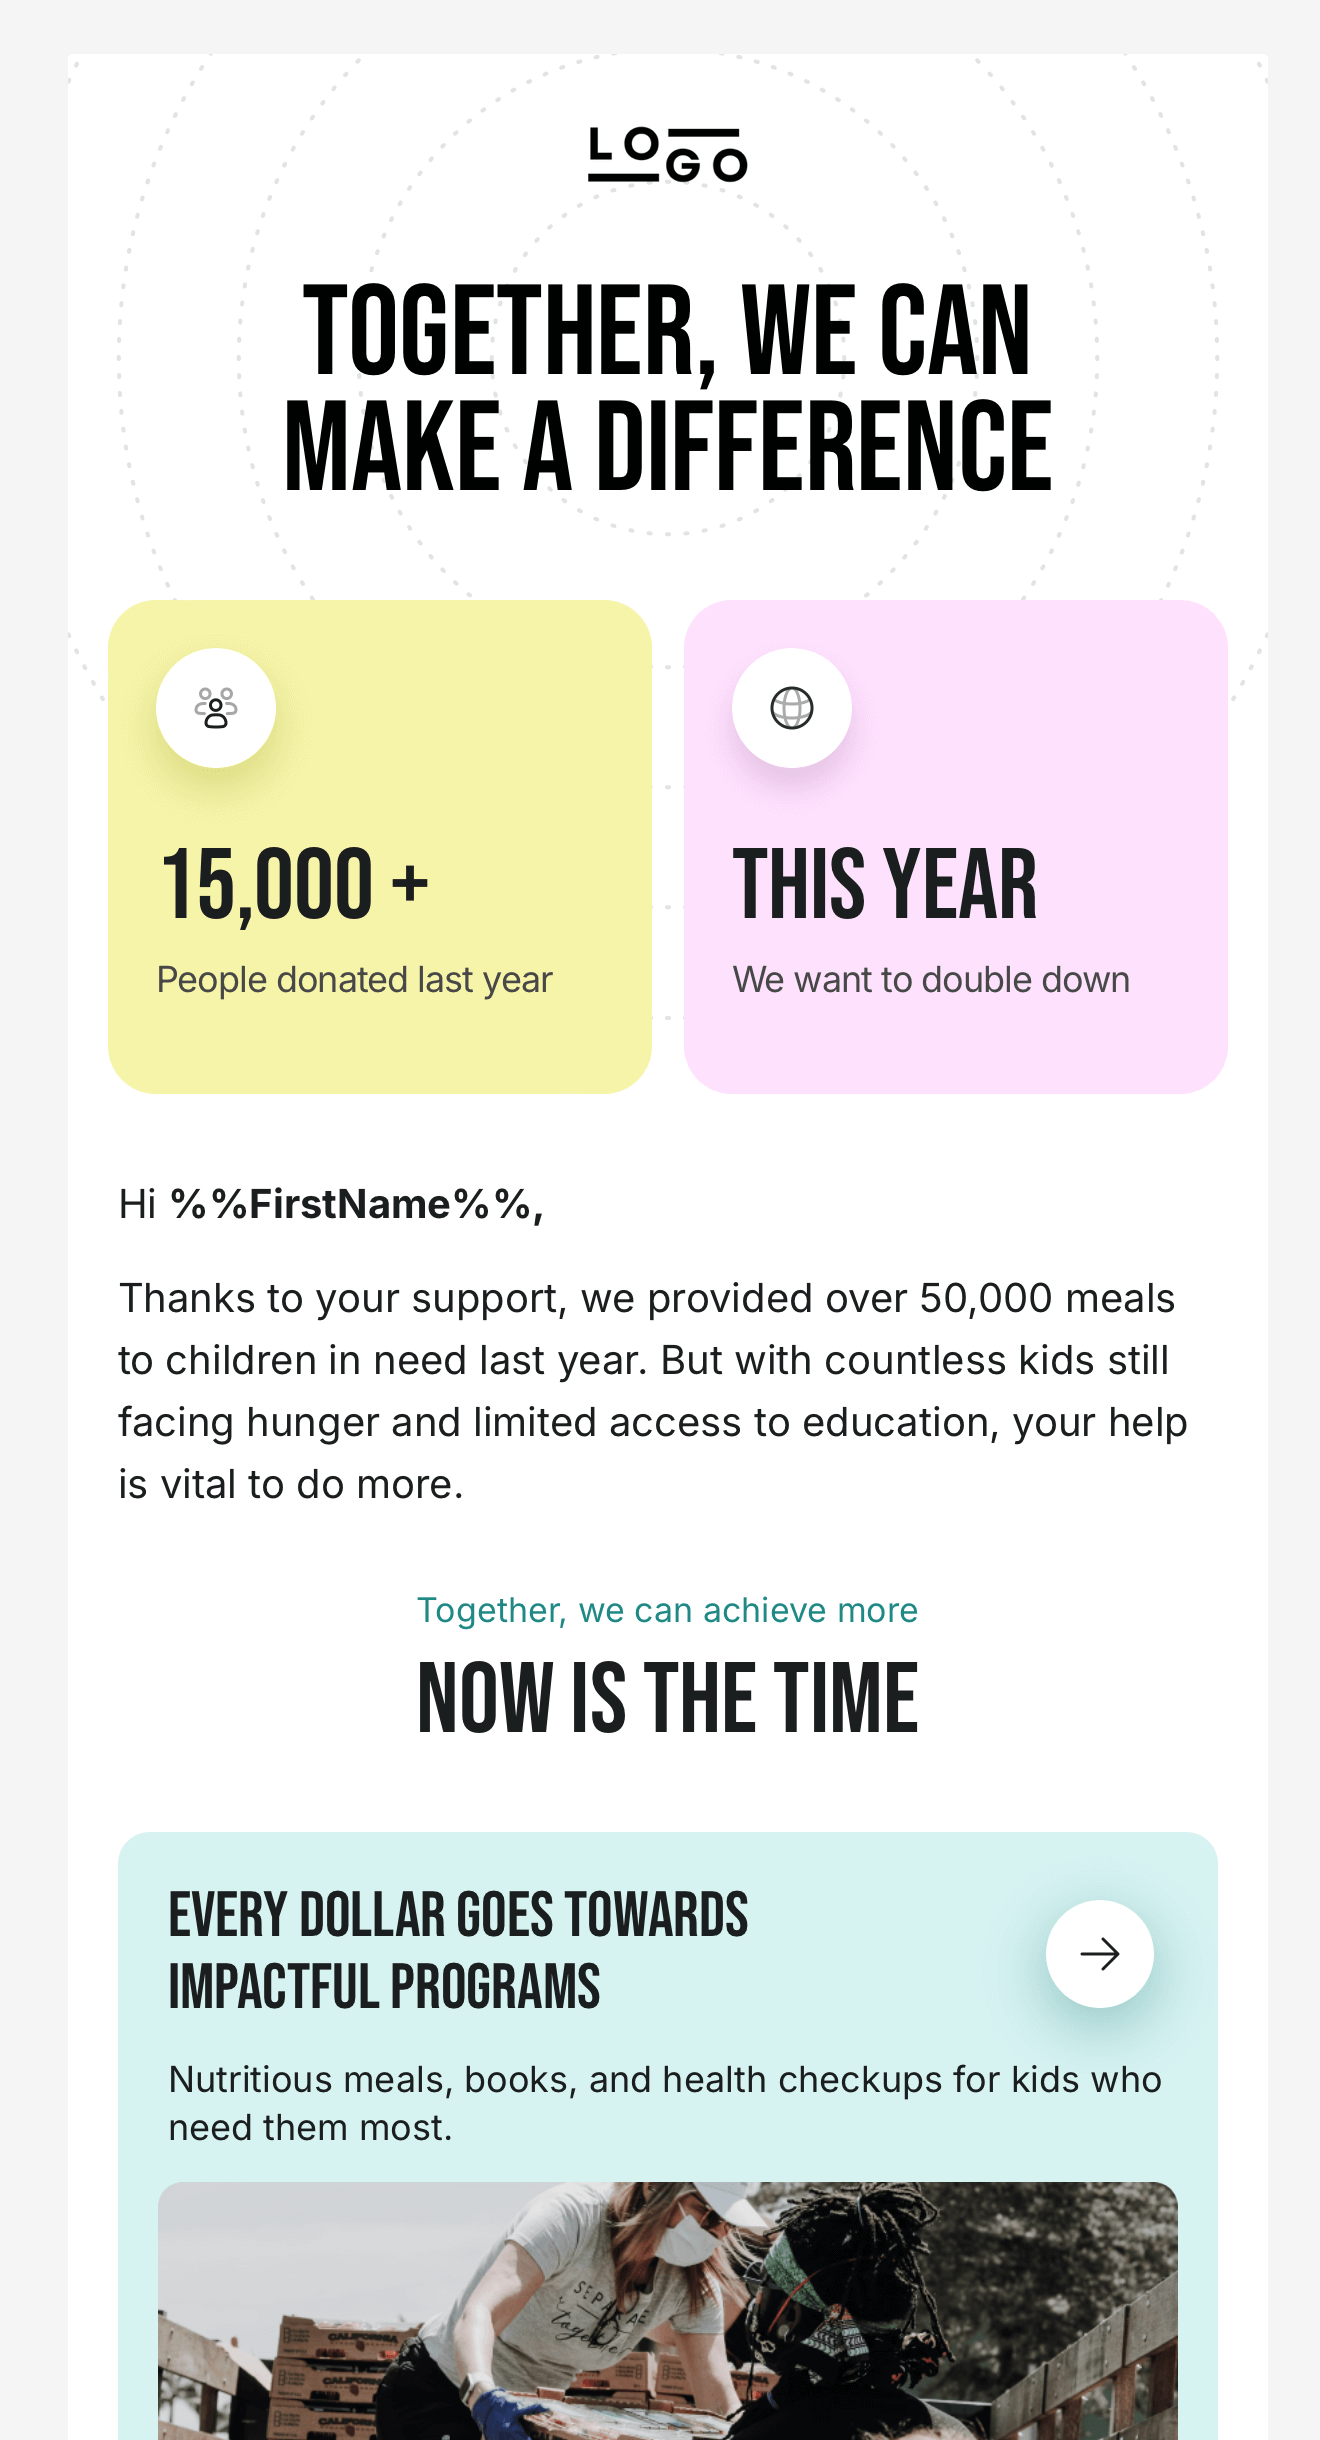 LOGO
TOGETHER, WE CAN
MAKE A DIFFERENCE
15,000 +
People donated last year
THIS YEAR
We want to double down
Hi %%FirstName%%,
Thanks to your support, we provided over 50,000 meals
to children in need last year. But with countless kids still
facing hunger and limited access to education, your help
is vital to do more.
Together, we can achieve more
NOW IS THE TIME
EVERY DOLLAR GOES TOWARDS
IMPACTFUL PROGRAMS
Nutritious meals, books, and health checkups for kids who
need them most.
together
CALIFORNIA
CALIFORNIA
CALIFORNIA